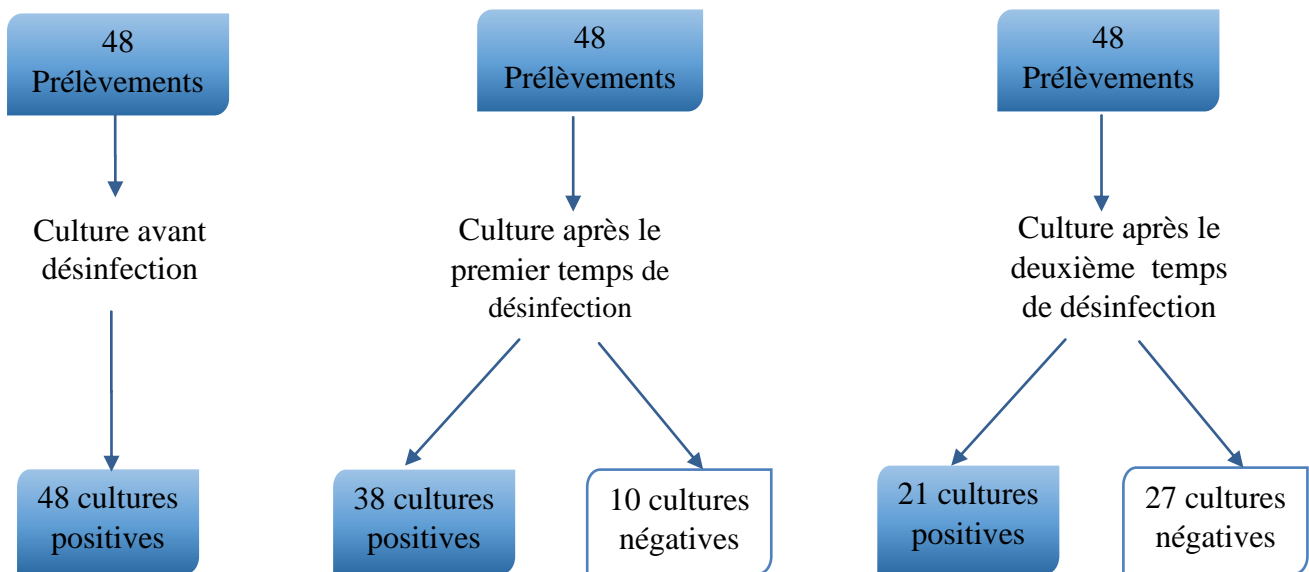 48
Prélèvements
48
Prélèvements
48
Prélèvements
Culture avant
désinfection
Culture après le
premier temps de
désinfection
Culture après le
deuxième temps
de désinfection
48 cultures
positives
38 cultures
positives
10 cultures
négatives
21 cultures
positives
27 cultures
négatives